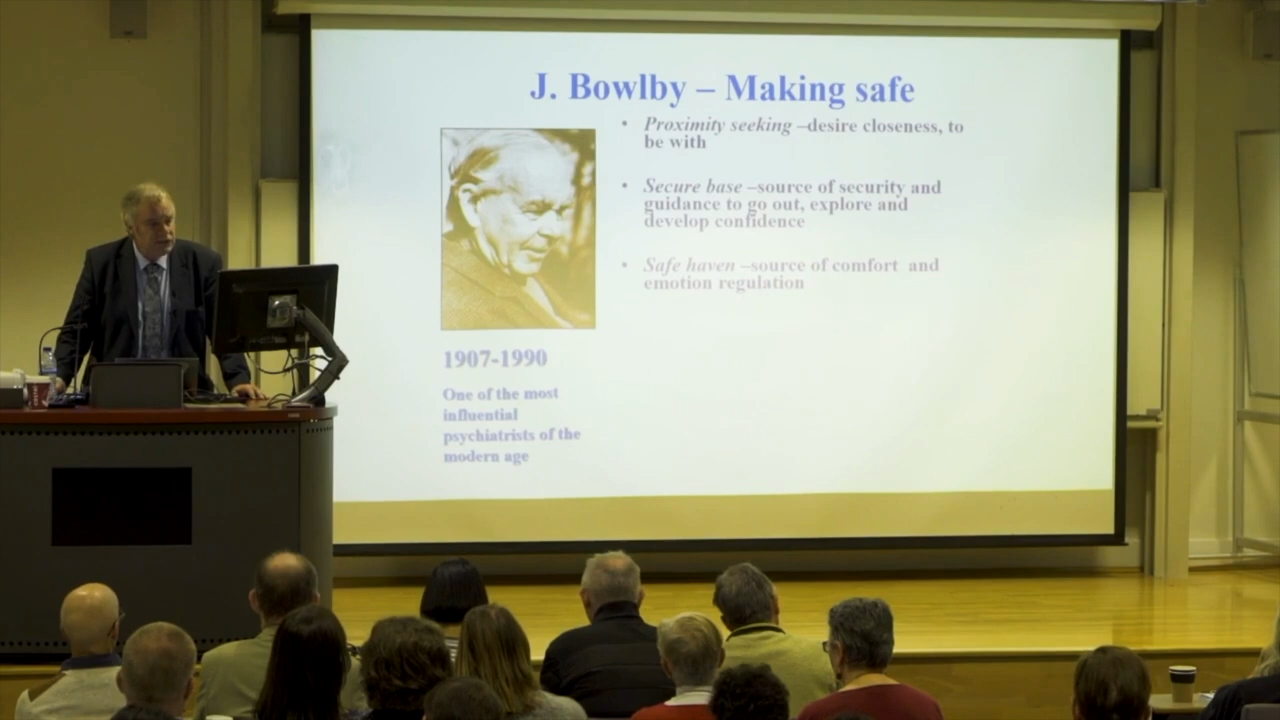 J. Bowlby – Making safe
• Proximity seeking –desire closeness, to
be with
• Secure base –source of security and
guidance to go out, explore and
develop confidence
• Safe haven –source of comfort and
emotion regulation
1907-1990
One of the most
influential
psychiatrists of the
modern age